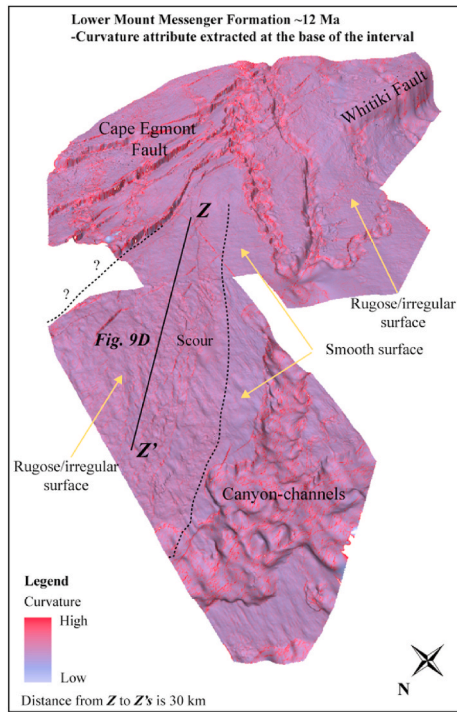 Lower Mount Messenger Formation ~12 Ma
-Curvature attribute extracted at the base of the interval
Whitiki Fault
Cape Egmont
Fault
Z
?
?
Rugose/irregular
surface
Fig. 9D
Scour
Smooth surface
Z'
Rugose/irregular
surface
Canyon-channels
Legend
Curvature
High
Low
N
Distance from Z to Z's is 30 km